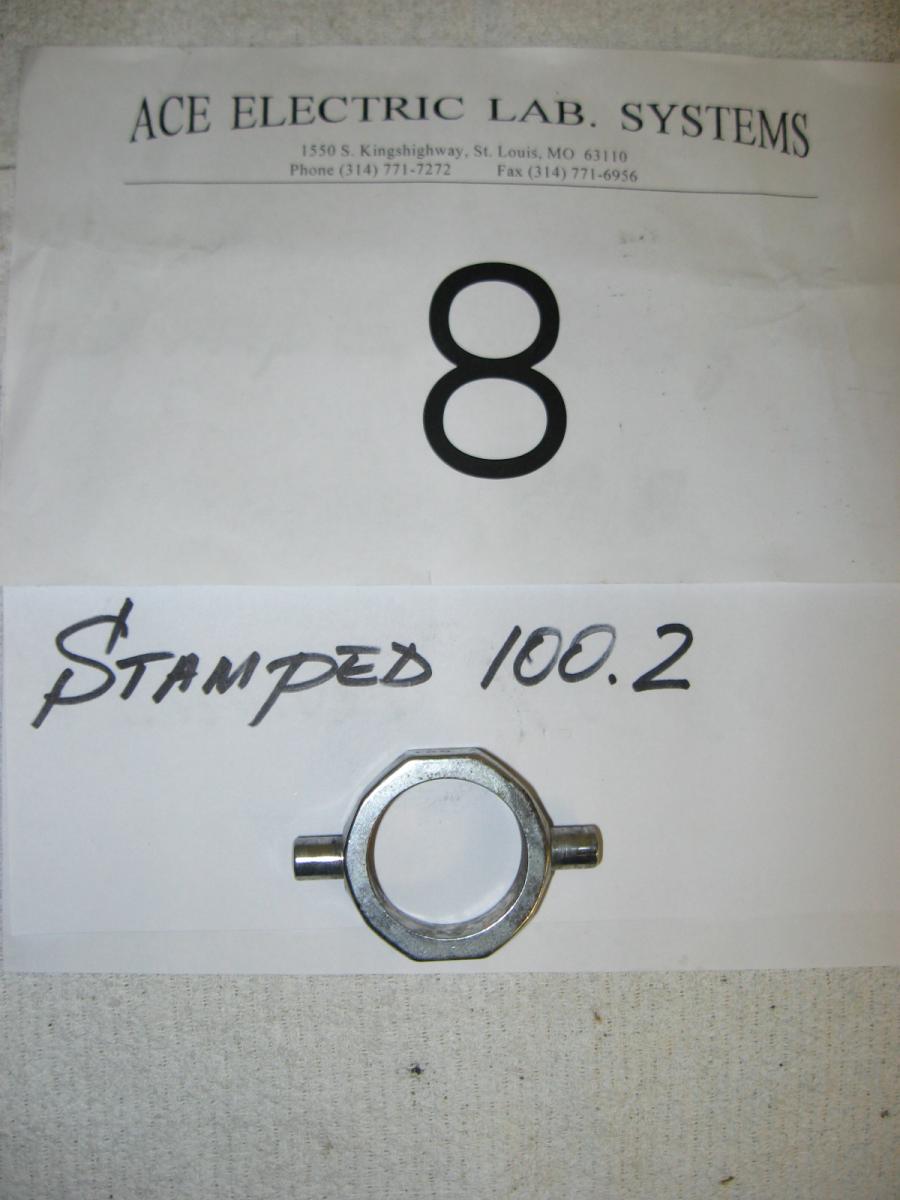 ACE ELECTRIC LAB. SYSTEMS
1550 S. Kingshighway, St. Louis, MO 63110
Phone (314) 771-7272 Fax (314) 771-6956
8
STAMPED 100.2